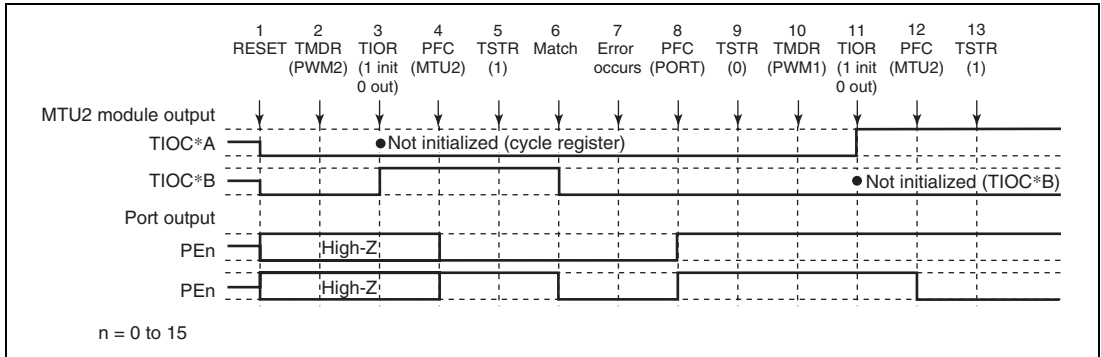 1 2 3 4 5 6 7 8 9 10 11 12 13
RESET TMDR TIOR PFC TSTR Match Error PFC TSTR TMDR TIOR PFC TSTR
(PWM2) (1 init (MTU2) (1) occurs (PORT) (0) (PWM1) (1 init (MTU2) (1)
0 out) 0 out)
MTU2 module output
TIOC*A ●Not initialized (cycle register)
TIOC*B ● Not initialized (TIOC*B)
Port output
PEn High-Z
PEn High-Z
n = 0 to 15